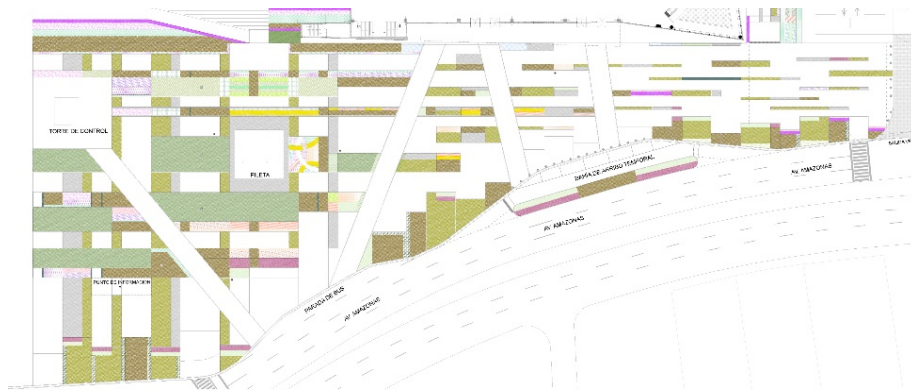 TORRE DE CONTROL
PILETA
BAHIA DE ARRIBO TEMPORAL
AV. AMAZONAS
AV. AMAZONAS
PUNTO DE INFORMACION
PARADA DE BUS
AV. AMAZONAS